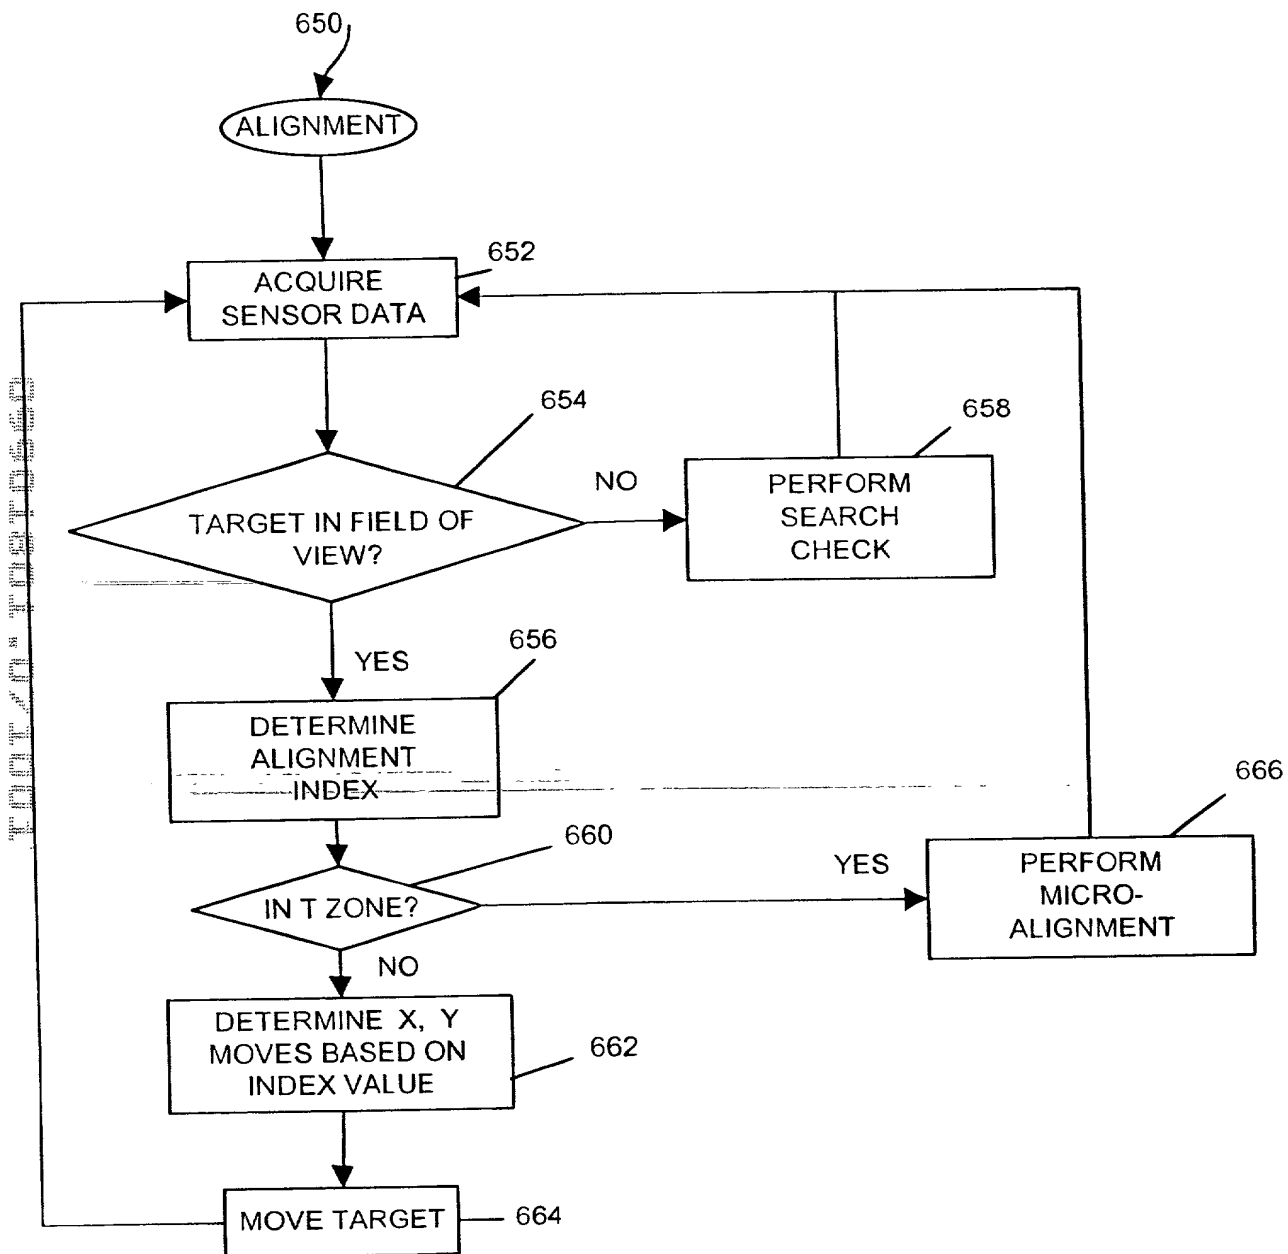 650
ALIGNMENT
652
ACQUIRE
SENSOR DATA
654
658
TARGET IN FIELD OF
VIEW?
NO
PERFORM
SEARCH
CHECK
YES
656
DETERMINE
ALIGNMENT
INDEX
660
666
IN T ZONE?
YES
PERFORM
MICRO-
ALIGNMENT
NO
DETERMINE X, Y
MOVES BASED ON
INDEX VALUE
662
MOVE TARGET
664